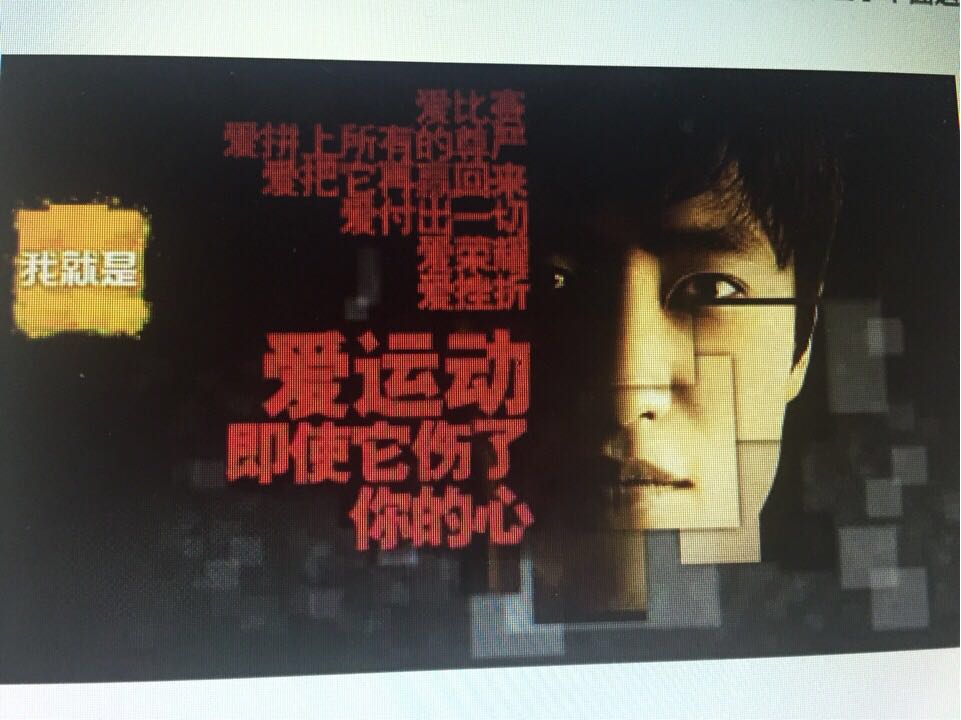 我就是
爱比赛
爱拼上所有的尊严
爱把它再赢回来
爱付出一切
爱荣耀
爱挫折
爱运动
即使它伤了
你的心